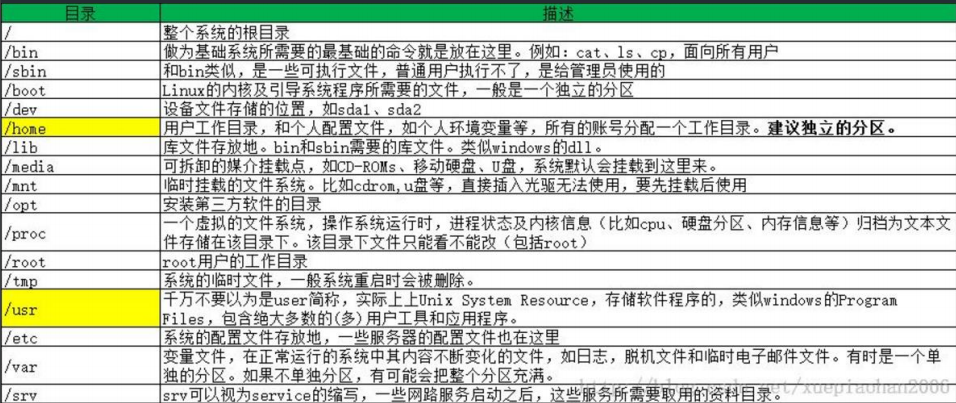 目录 描述
/ 整个系统的根目录
/bin 做为基础系统所需要的最基础的命令就是放在这里。例如：cat、ls、cp，面向所有用户
/sbin 和bin类似，是一些可执行文件，普通用户执行不了，是给管理员使用的
/boot Linux的内核及引导系统程序所需要的文件，一般是一个独立的分区
/dev 设备文件存储的位置，如sda1、sda2
/home 用户工作目录，和个人配置文件，如个人环境变量等，所有的账号分配一个工作目录。建议独立的分区。
/lib 库文件存放地。bin和sbin需要的库文件。类似windows的dll。
/media 可拆卸的媒介挂载点，如CD-ROMs、移动硬盘、U盘，系统默认会挂载到这里来。
/mnt 临时挂载的文件系统。比如cdrom,u盘等，直接插入光驱无法使用，要先挂载后使用
/opt 安装第三方软件的目录
/proc 一个虚拟的文件系统，操作系统运行时，进程状态及内核信息（比如cpu、硬盘分区、内存信息等）归档为文本文
件存储在该目录下。该目录下文件只能看不能改（包括root）
/root root用户的工作目录
/tmp 系统的临时文件，一般系统重启时会被删除。
/usr 千万不要以为是user简称，实际上上Unix System Resource，存储软件程序的，类似windows的Program
Files，包含绝大多数的(多)用户工具和应用程序。
/etc 系统的配置文件存放地，一些服务器的配置文件也在这里
/var 变量文件，在正常运行的系统中其内容不断变化的文件，如日志，脱机文件和临时电子邮件文件。有时是一个单
独的分区。如果不单独分区，有可能会把整个分区充满。
/srv srv可以视为service的缩写，一些网路服务启动之后，这些服务所需要取用的资料目录。